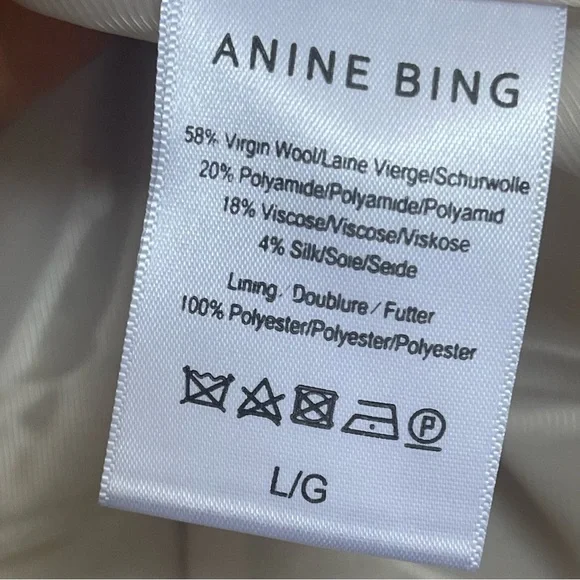 ANINE BING
58% Virgin Wool/Laine Vierge/Schurwolle
20% Polyamide/Polyamide/Polyamid
18% Viscose/Viscose/Viskose
4% Silk/Soie/Seide
Lining / Doublure / Futter
100% Polyester/Polyester/Polyester
P
L/G